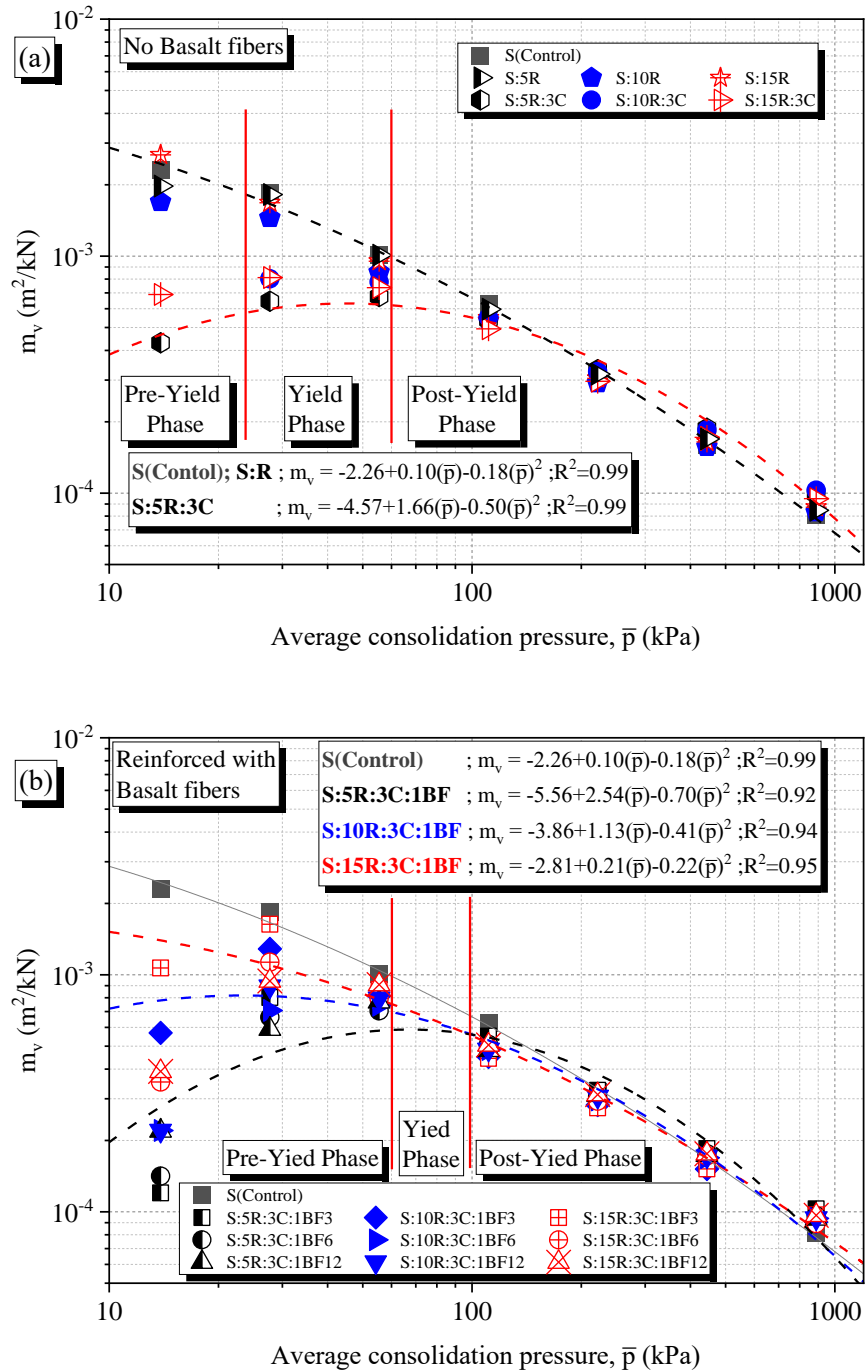 (a)
No Basalt fibers
S(Control)
S:5R S:10R S:15R
S:5R:3C S:10R:3C S:15R:3C
10⁻²
10⁻³
10⁻⁴
m_v (m²/kN)
Pre-Yield Phase
Yield Phase
Post-Yield Phase
S(Contol); S:R ; m_v = -2.26+0.10(p̅)-0.18(p̅)² ;R²=0.99
S:5R:3C ; m_v = -4.57+1.66(p̅)-0.50(p̅)² ;R²=0.99
10 100 1000
Average consolidation pressure, p̅ (kPa)
(b)
Reinforced with
Basalt fibers
S(Control) ; m_v = -2.26+0.10(p̅)-0.18(p̅)² ;R²=0.99
S:5R:3C:1BF ; m_v = -5.56+2.54(p̅)-0.70(p̅)² ;R²=0.92
S:10R:3C:1BF ; m_v = -3.86+1.13(p̅)-0.41(p̅)² ;R²=0.94
S:15R:3C:1BF ; m_v = -2.81+0.21(p̅)-0.22(p̅)² ;R²=0.95
10⁻²
10⁻³
10⁻⁴
m_v (m²/kN)
Pre-Yied Phase
Yied
Phase
Post-Yied Phase
S(Control)
S:5R:3C:1BF3 S:10R:3C:1BF3 S:15R:3C:1BF3
S:5R:3C:1BF6 S:10R:3C:1BF6 S:15R:3C:1BF6
S:5R:3C:1BF12 S:10R:3C:1BF12 S:15R:3C:1BF12
10 100 1000
Average consolidation pressure, p̅ (kPa)